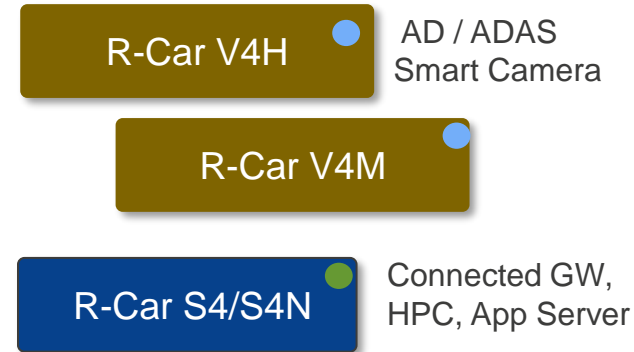 R-Car V4H
AD / ADAS
Smart Camera
R-Car V4M
R-Car S4/S4N
Connected GW,
HPC, App Server